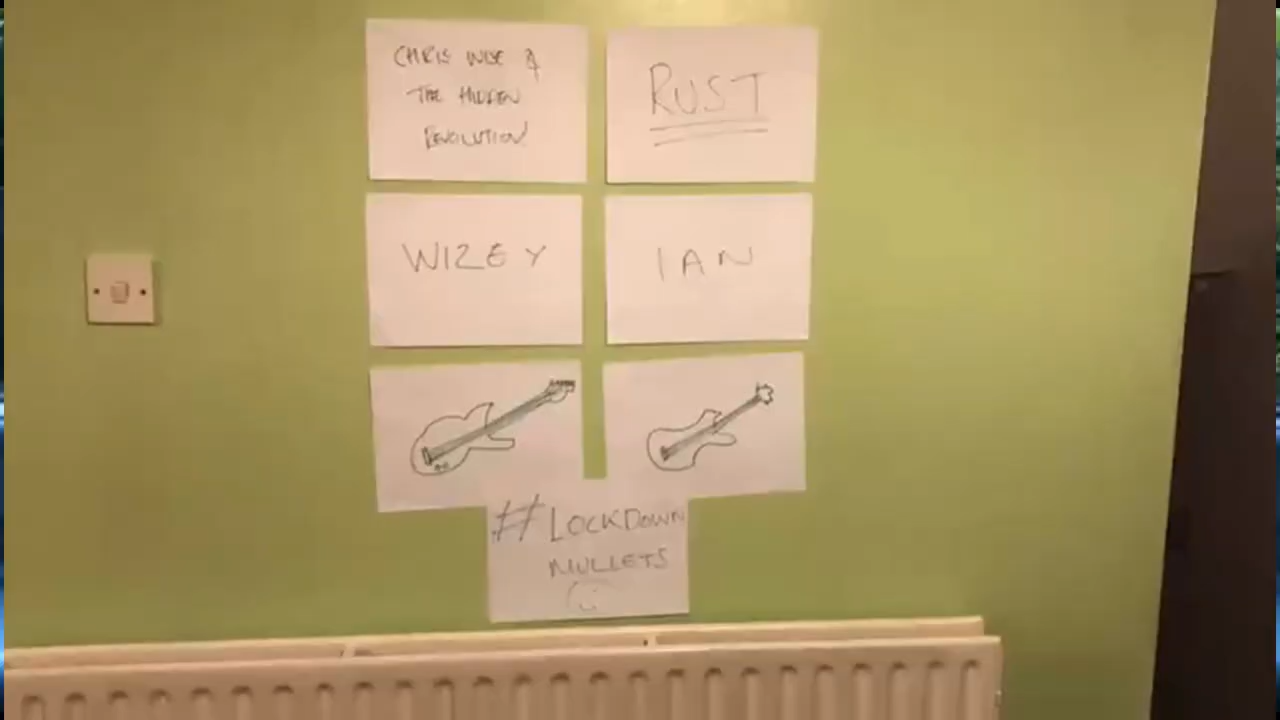 CHRIS WISE &
THE HIDDEN
REVOLUTION!
RUST
WIZEY
IAN
#LOCKDOWN
MULLETS